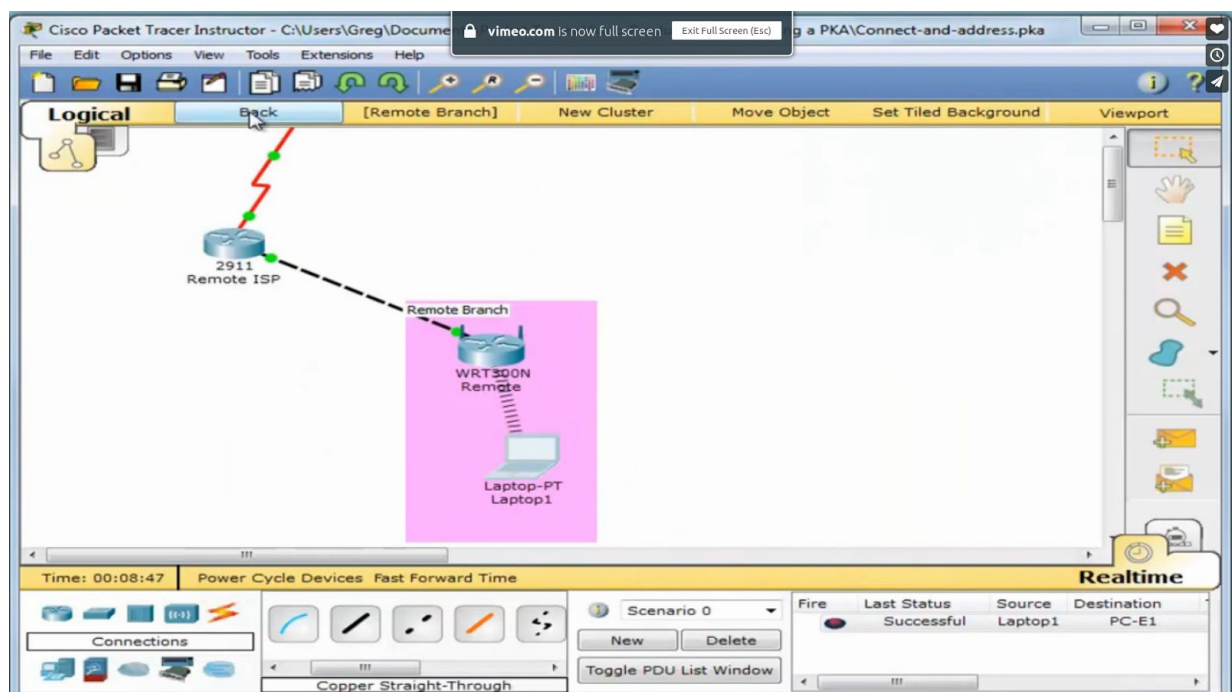 Cisco Packet Tracer Instructor - C:\Users\Greg\Docume
vimeo.com is now full screen
Exit Full Screen (Esc)
g a PKA\Connect-and-address.pka
File Edit Options View Tools Extensions Help
Logical
Back
[Remote Branch]
New Cluster
Move Object
Set Tiled Background
Viewport
2911
Remote ISP
Remote Branch
WRT300N
Remote
Laptop-PT
Laptop1
Time: 00:08:47
Power Cycle Devices Fast Forward Time
Realtime
Connections
Copper Straight-Through
Scenario 0
New
Delete
Toggle PDU List Window
Fire Last Status Source Destination
Successful Laptop1 PC-E1